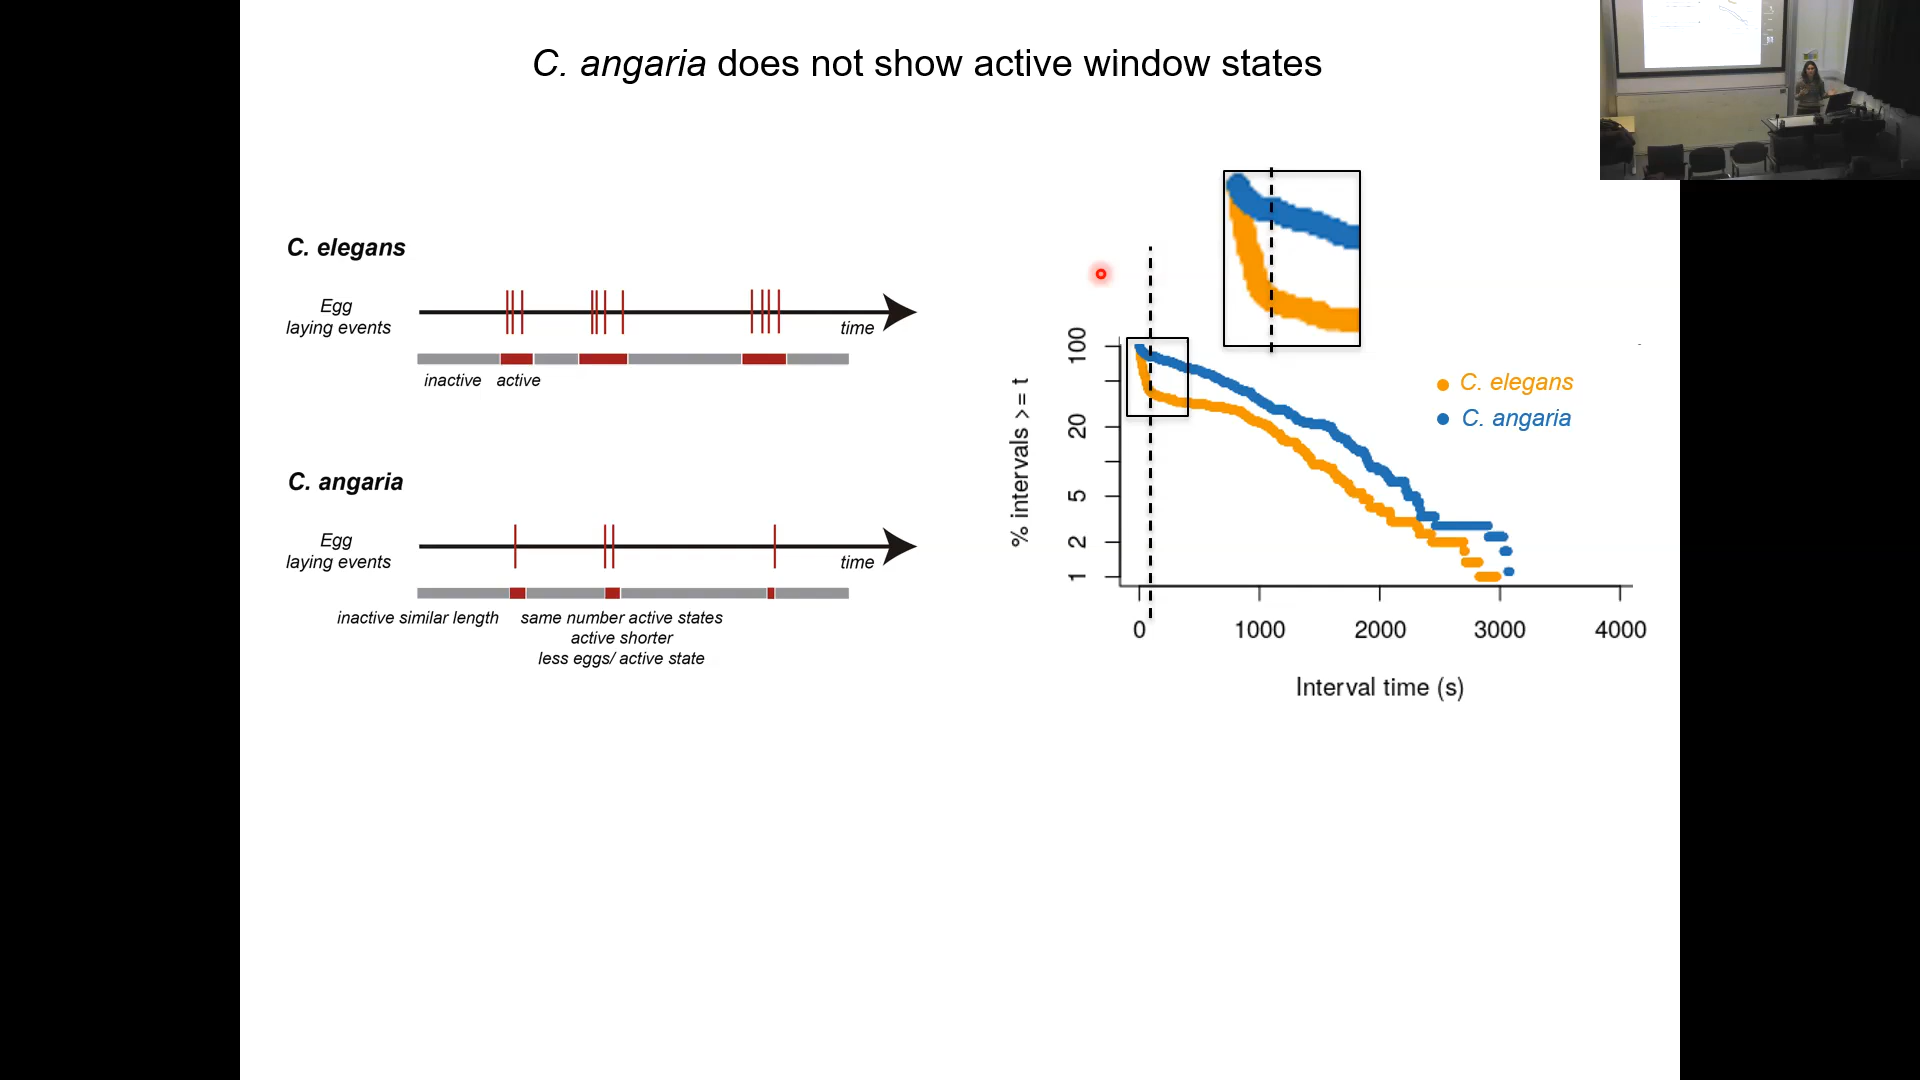 C. angaria does not show active window states
C. elegans
Egg
laying events
time
inactive active
C. angaria
Egg
laying events
time
inactive similar length
same number active states
active shorter
less eggs/ active state
% intervals >= t
100
20
5
2
1
0 1000 2000 3000 4000
Interval time (s)
C. elegans
C. angaria